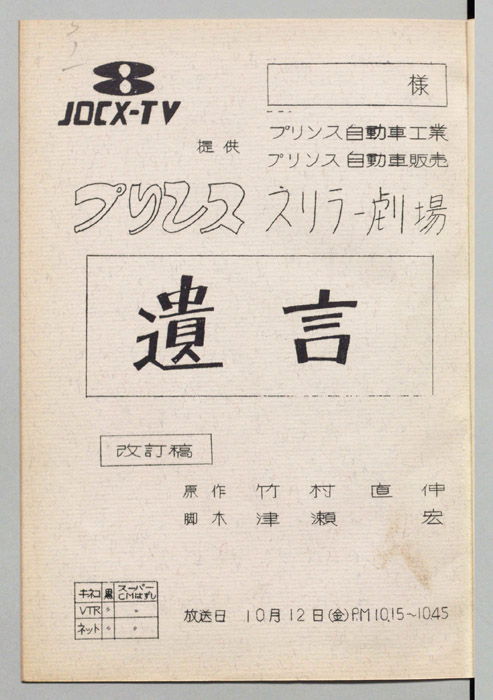 8
JOCX-TV
様
提供
プリンス自動車工業
プリンス自動車販売
プリンス スリラー劇場
遺言
改訂稿
原作 竹村直伸
脚木 津瀬 宏
キネコ 黒 スーパーCMはずし
VTR 〃 〃
ネット 〃 〃
放送日 10月12日(金)P.M10.15~10.45